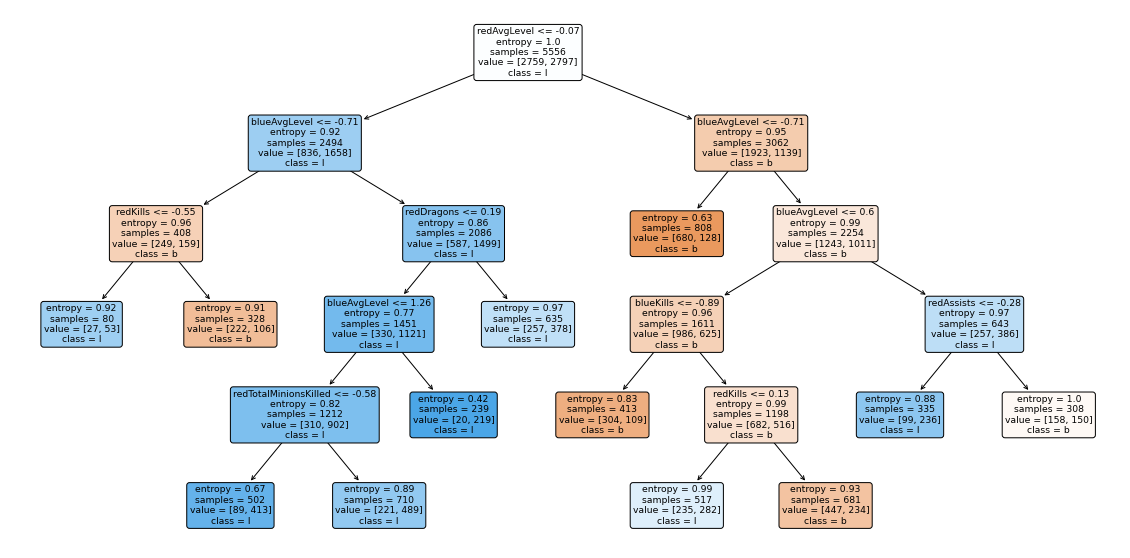 redAvgLevel <= -0.07
entropy = 1.0
samples = 5556
value = [2759, 2797]
class = l
blueAvgLevel <= -0.71
entropy = 0.92
samples = 2494
value = [836, 1658]
class = l
blueAvgLevel <= -0.71
entropy = 0.95
samples = 3062
value = [1923, 1139]
class = b
redKills <= -0.55
entropy = 0.96
samples = 408
value = [249, 159]
class = b
redDragons <= 0.19
entropy = 0.86
samples = 2086
value = [587, 1499]
class = l
entropy = 0.63
samples = 808
value = [680, 128]
class = b
blueAvgLevel <= 0.6
entropy = 0.99
samples = 2254
value = [1243, 1011]
class = b
entropy = 0.92
samples = 80
value = [27, 53]
class = l
entropy = 0.91
samples = 328
value = [222, 106]
class = b
blueAvgLevel <= 1.26
entropy = 0.77
samples = 1451
value = [330, 1121]
class = l
entropy = 0.97
samples = 635
value = [257, 378]
class = l
blueKills <= -0.89
entropy = 0.96
samples = 1611
value = [986, 625]
class = b
redAssists <= -0.28
entropy = 0.97
samples = 643
value = [257, 386]
class = l
redTotalMinionsKilled <= -0.58
entropy = 0.82
samples = 1212
value = [310, 902]
class = l
entropy = 0.42
samples = 239
value = [20, 219]
class = l
entropy = 0.83
samples = 413
value = [304, 109]
class = b
redKills <= 0.13
entropy = 0.99
samples = 1198
value = [682, 516]
class = b
entropy = 0.88
samples = 335
value = [99, 236]
class = l
entropy = 1.0
samples = 308
value = [158, 150]
class = b
entropy = 0.67
samples = 502
value = [89, 413]
class = l
entropy = 0.89
samples = 710
value = [221, 489]
class = l
entropy = 0.99
samples = 517
value = [235, 282]
class = l
entropy = 0.93
samples = 681
value = [447, 234]
class = b